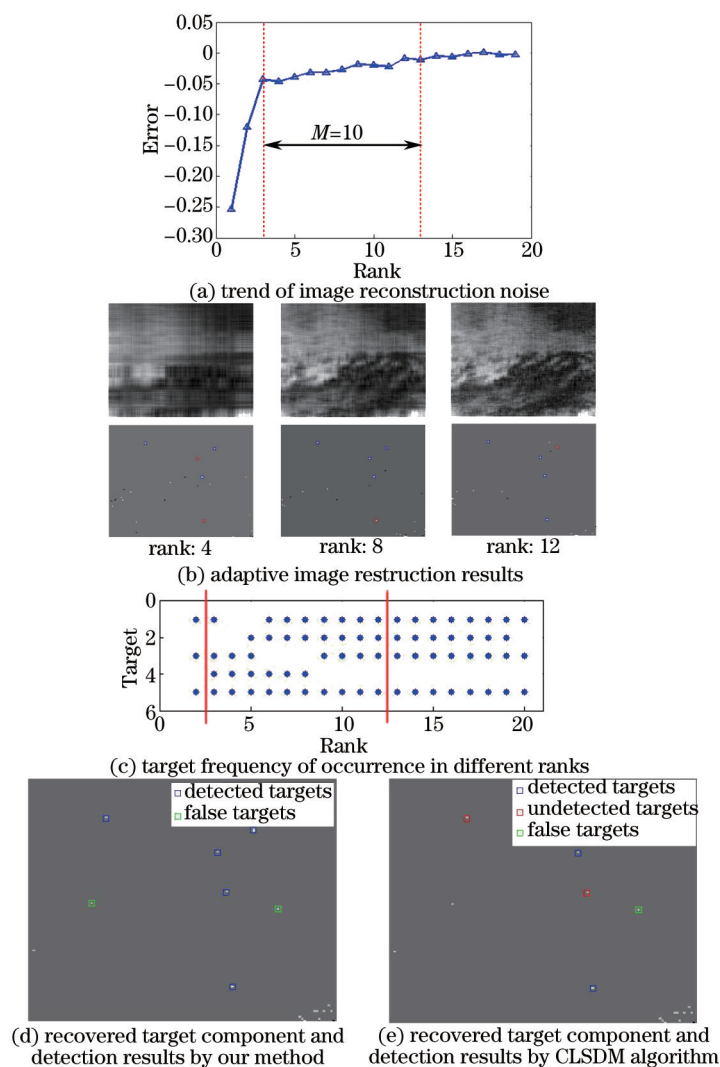 0.05
0
−0.05
−0.10
−0.15
−0.20
−0.25
−0.30
Error
M=10
0 5 10 15 20
Rank
(a) trend of image reconstruction noise
rank: 4 rank: 8 rank: 12
(b) adaptive image restruction results
0
2
4
6
Target
0 5 10 15 20
Rank
(c) target frequency of occurrence in different ranks
detected targets
false targets
detected targets
undetected targets
false targets
(d) recovered target component and
detection results by our method
(e) recovered target component and
detection results by CLSDM algorithm